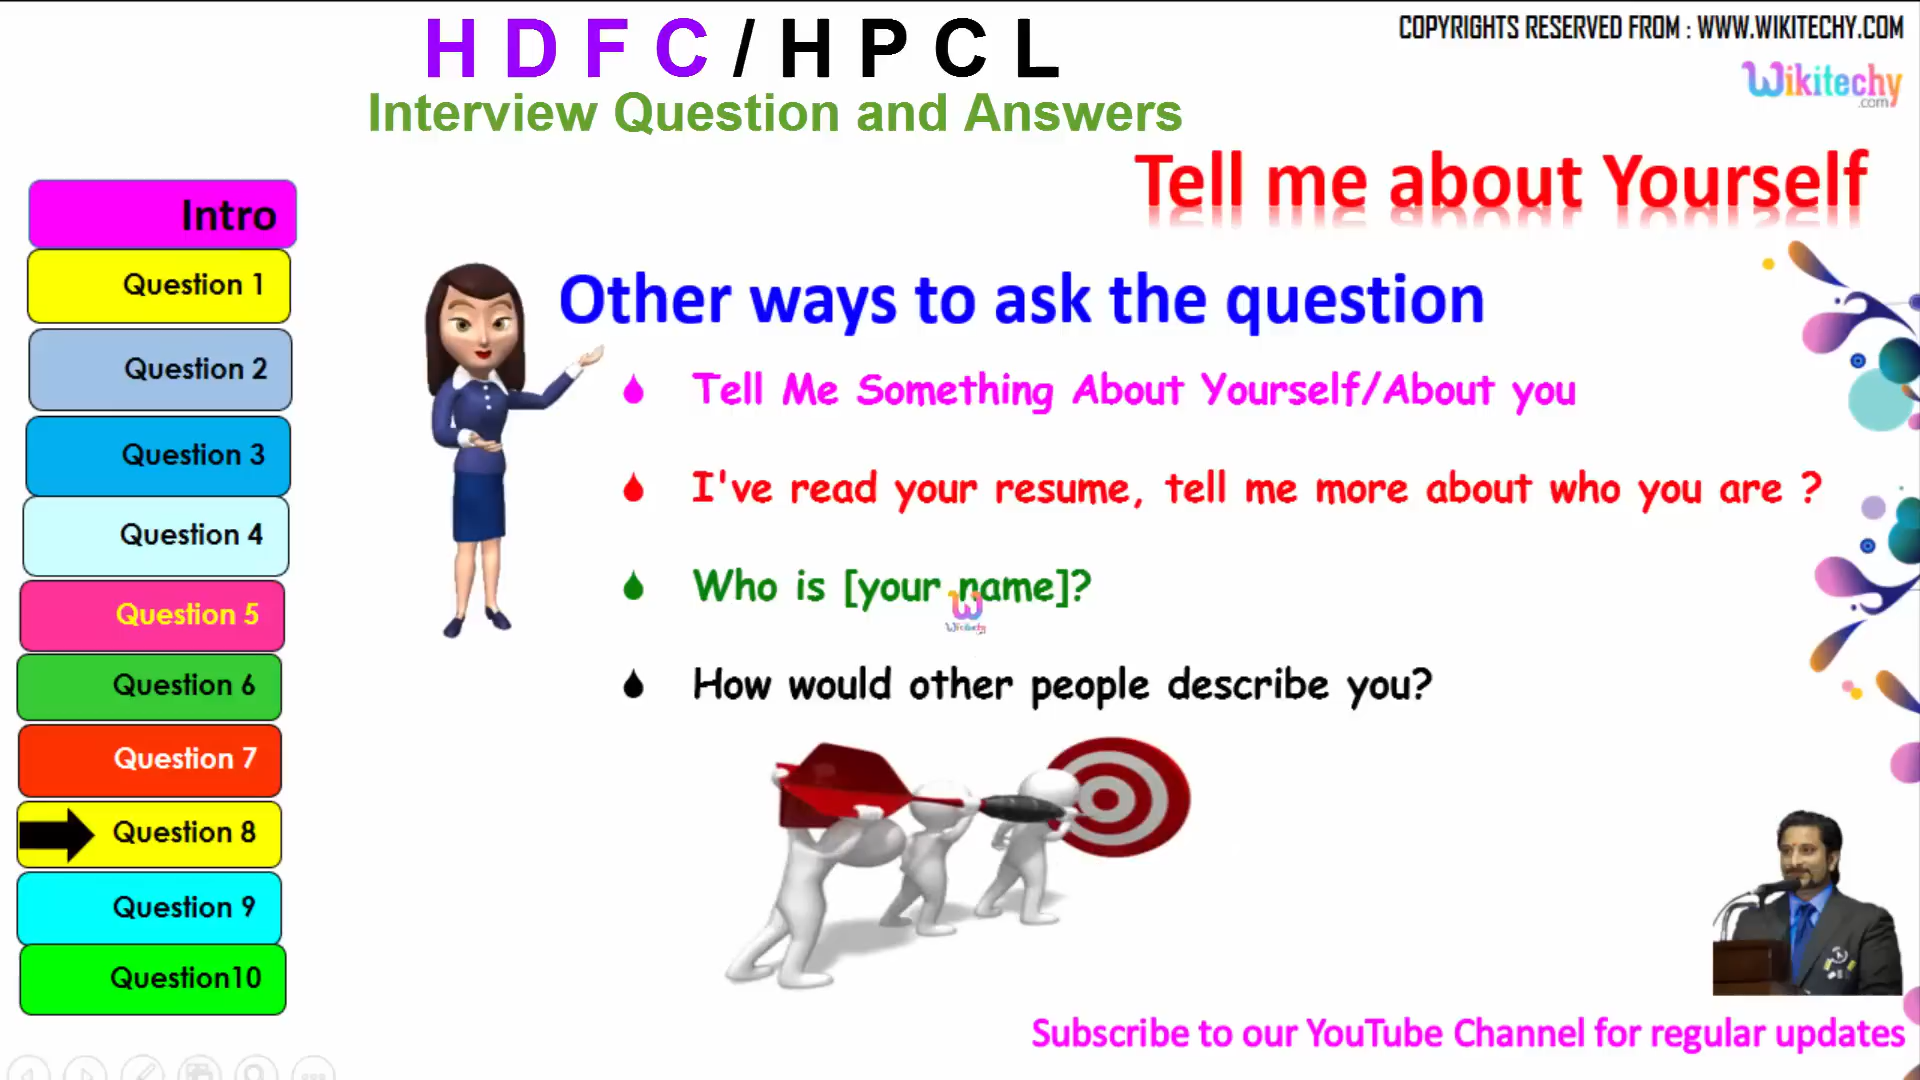 H D F C / H P C L
Interview Question and Answers
COPYRIGHTS RESERVED FROM : WWW.WIKITECHY.COM
Wikitechy
.com
Tell me about Yourself
Intro
Question 1
Question 2
Question 3
Question 4
Question 5
Question 6
Question 7
Question 8
Question 9
Question10
Other ways to ask the question
Tell Me Something About Yourself/About you
I've read your resume, tell me more about who you are ?
Who is [your name]?
Wikitechy
How would other people describe you?
Subscribe to our YouTube Channel for regular updates